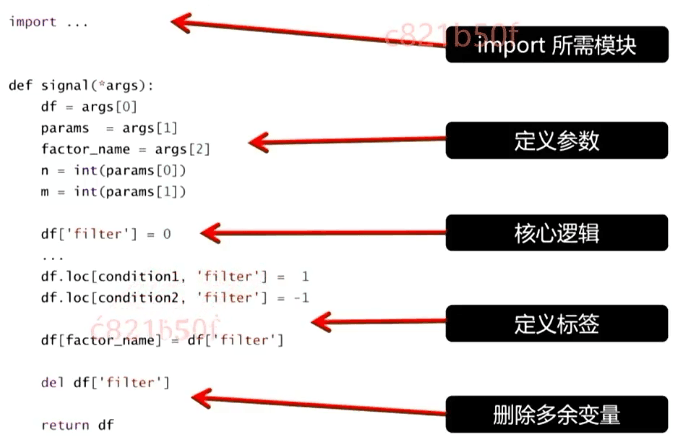 import ...
c821b50f
import 所需模块
def signal(*args):
df = args[0]
params = args[1]
factor_name = args[2]
定义参数
n = int(params[0])
m = int(params[1])
df['filter'] = 0
核心逻辑
...
df.loc[condition1, 'filter'] = 1
df.loc[condition2, 'filter'] = -1
定义标签
c821b50f
df[factor_name] = df['filter']
del df['filter']
删除多余变量
return df